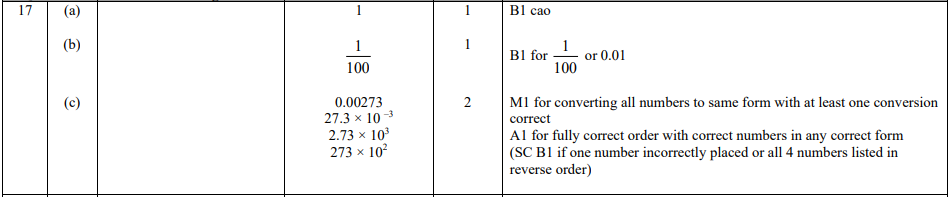 17 (a) 1 1 B1 cao
(b) 1/100 1 B1 for 1/100 or 0.01
(c) 0.00273 2 M1 for converting all numbers to same form with at least one conversion
27.3 × 10⁻³ correct
2.73 × 10³ A1 for fully correct order with correct numbers in any correct form
273 × 10² (SC B1 if one number incorrectly placed or all 4 numbers listed in
reverse order)